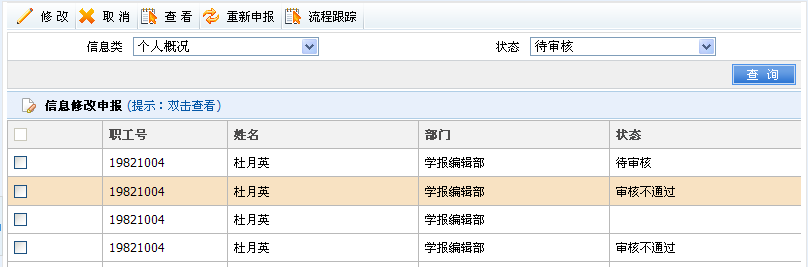 修 改 取 消 查 看 重新申报 流程跟踪
信息类 个人概况 状态 待审核
查 询
信息修改申报 (提示：双击查看)
职工号 姓名 部门 状态
19821004 杜月英 学报编辑部 待审核
19821004 杜月英 学报编辑部 审核不通过
19821004 杜月英 学报编辑部
19821004 杜月英 学报编辑部 审核不通过